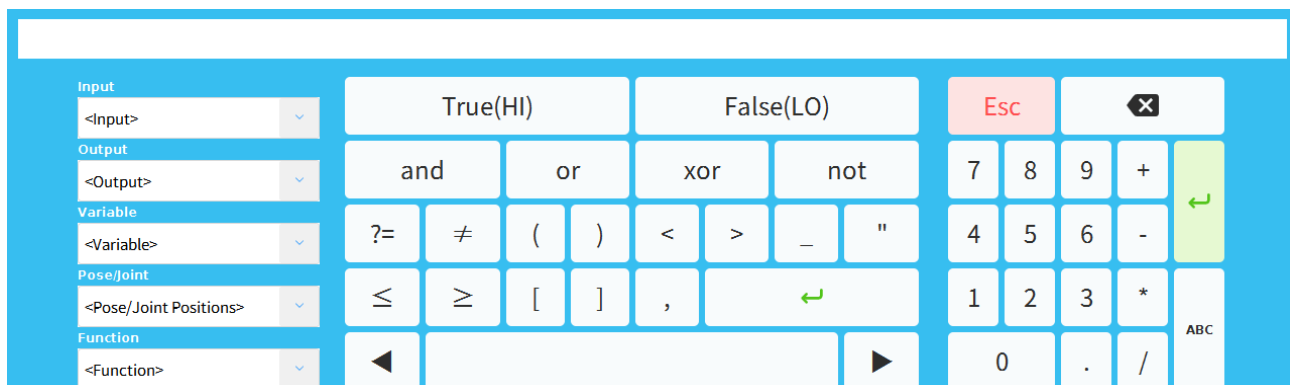 Input
<Input>
Output
<Output>
Variable
<Variable>
Pose/Joint
<Pose/Joint Positions>
Function
<Function>
True(HI) False(LO)
and or xor not
?= ≠ ( ) < > _ "
≤ ≥ [ ] ,
Esc
7 8 9 +
4 5 6 -
1 2 3 *
ABC
0 . /